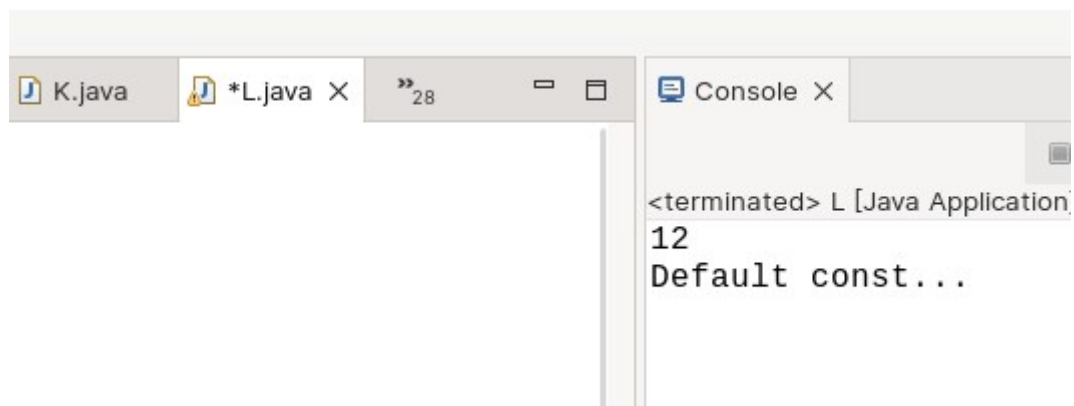 K.java
*L.java
»28
Console
<terminated> L [Java Application]
12
Default const...